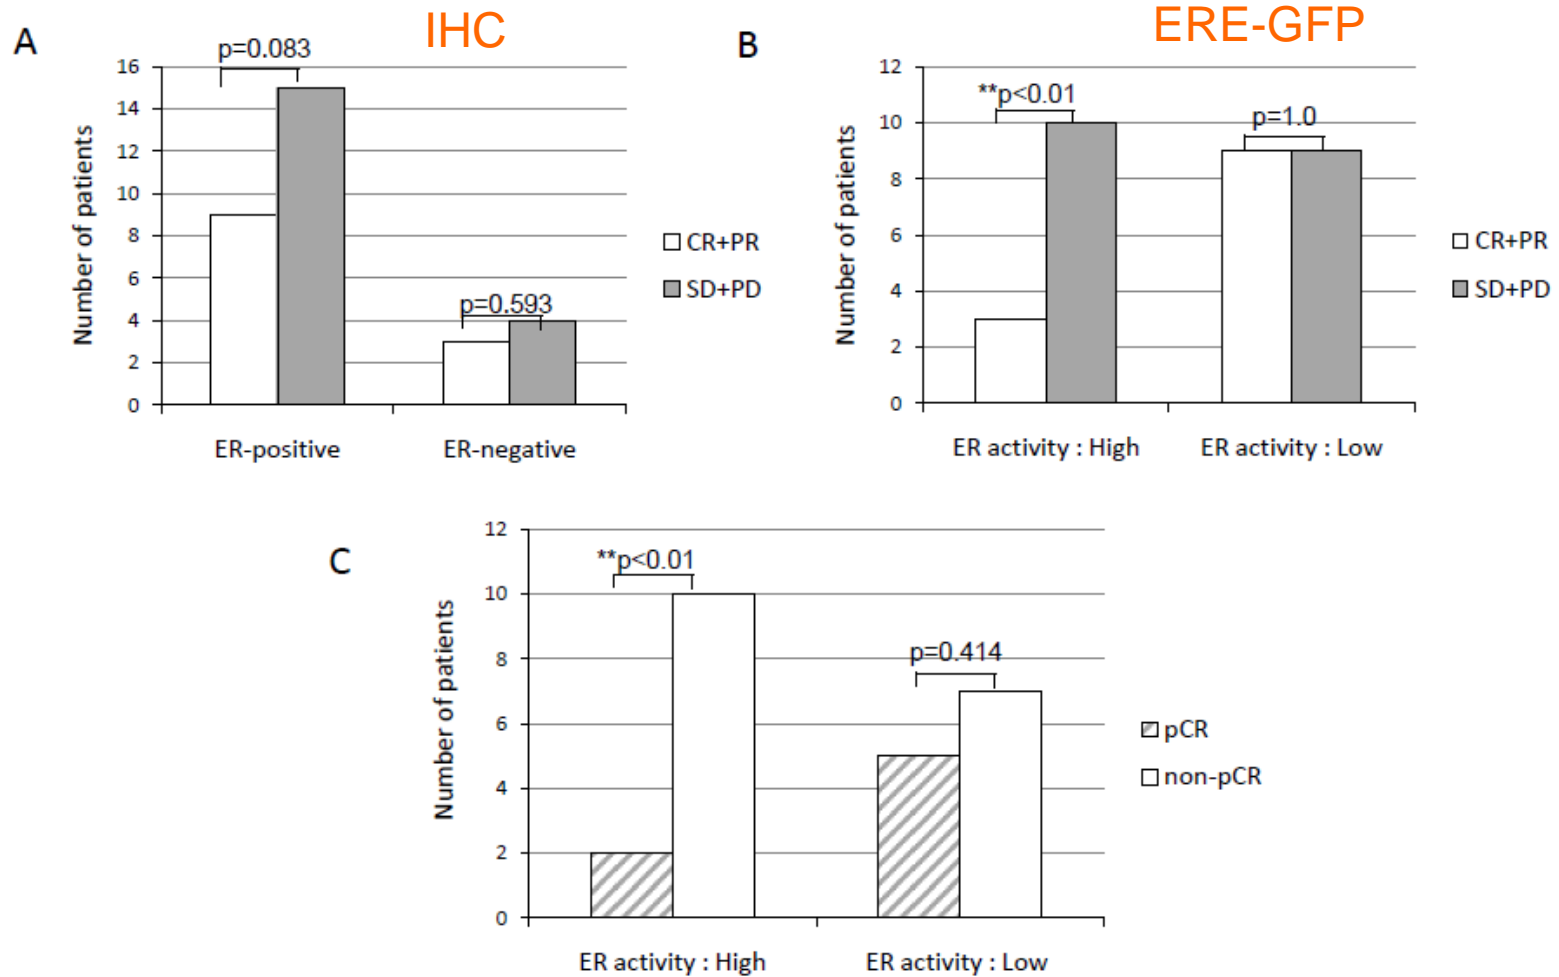 A
IHC
p=0.083
16
14
12
10
8
6
4
2
0
Number of patients
p=0.593
ER-positive
ER-negative
CR+PR
SD+PD
B
ERE-GFP
12
10
8
6
4
2
0
Number of patients
**p<0.01
p=1.0
ER activity : High
ER activity : Low
CR+PR
SD+PD
C
12
10
8
6
4
2
0
Number of patients
**p<0.01
p=0.414
ER activity : High
ER activity : Low
pCR
non-pCR